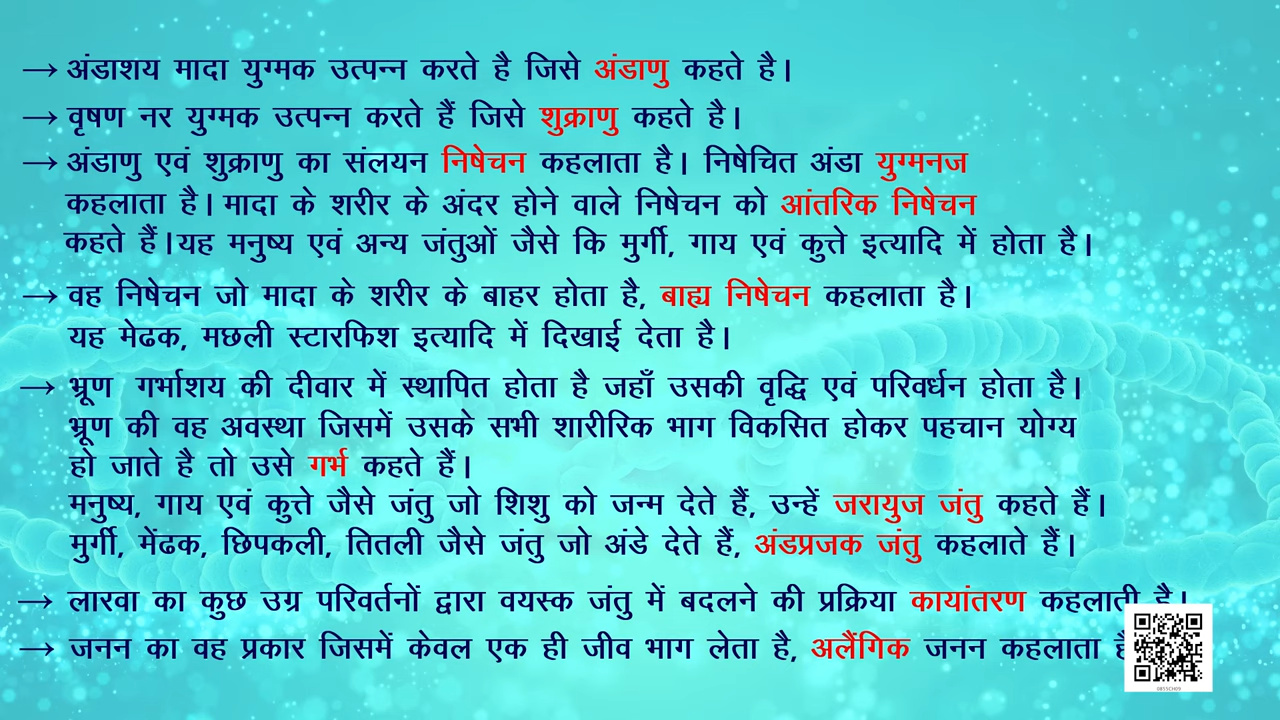 → अंडाशय मादा युग्मक उत्पन्न करते है जिसे अंडाणु कहते है।
→ वृषण नर युग्मक उत्पन्न करते हैं जिसे शुक्राणु कहते है।
→ अंडाणु एवं शुक्राणु का संलयन निषेचन कहलाता है। निषेचित अंडा युग्मनज
कहलाता है। मादा के शरीर के अंदर होने वाले निषेचन को आंतरिक निषेचन
कहते हैं।यह मनुष्य एवं अन्य जंतुओं जैसे कि मुर्गी, गाय एवं कुत्ते इत्यादि में होता है।
→ वह निषेचन जो मादा के शरीर के बाहर होता है, बाह्य निषेचन कहलाता है।
यह मेढक, मछली स्टारफिश इत्यादि में दिखाई देता है।
→ भ्रूण गर्भाशय की दीवार में स्थापित होता है जहाँ उसकी वृद्धि एवं परिवर्धन होता है।
भ्रूण की वह अवस्था जिसमें उसके सभी शारीरिक भाग विकसित होकर पहचान योग्य
हो जाते है तो उसे गर्भ कहते हैं।
मनुष्य, गाय एवं कुत्ते जैसे जंतु जो शिशु को जन्म देते हैं, उन्हें जरायुज जंतु कहते हैं।
मुर्गी, मेंढक, छिपकली, तितली जैसे जंतु जो अंडे देते हैं, अंडप्रजक जंतु कहलाते हैं।
→ लारवा का कुछ उग्र परिवर्तनों द्वारा वयस्क जंतु में बदलने की प्रक्रिया कायांतरण कहलाती है।
→ जनन का वह प्रकार जिसमें केवल एक ही जीव भाग लेता है, अलैंगिक जनन कहलाता
0855CH09